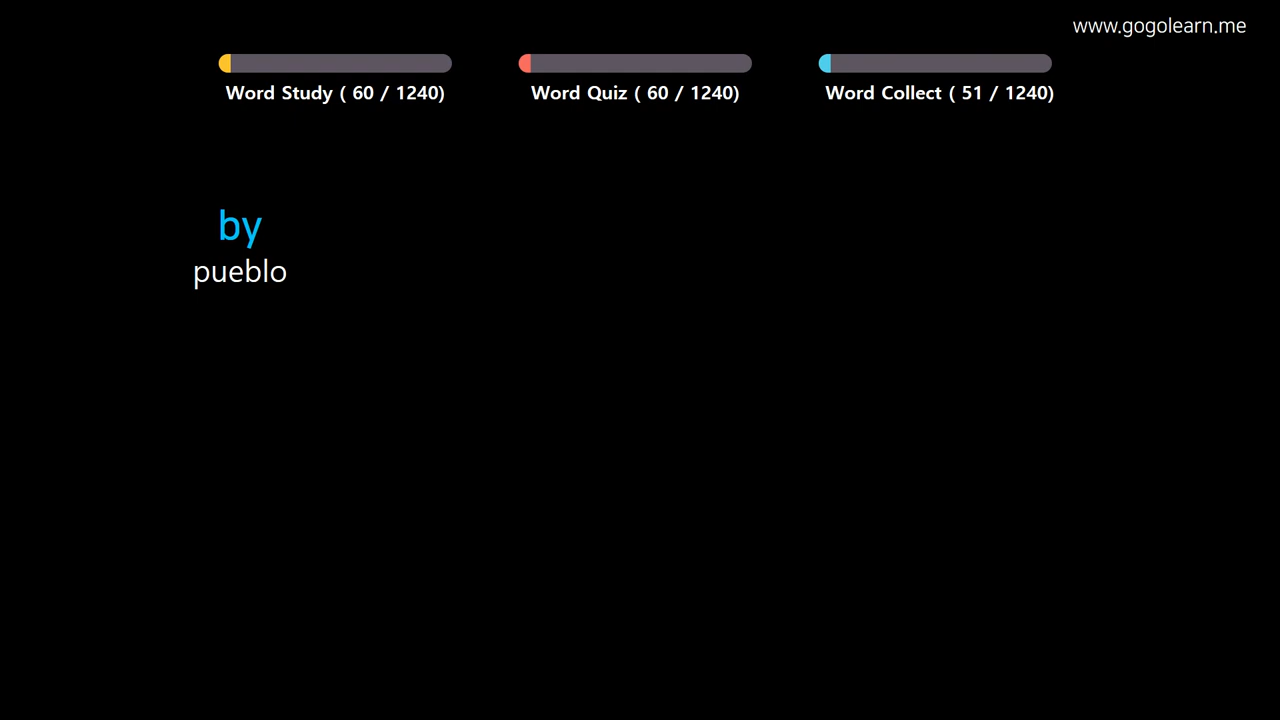 www.gogolearn.me
Word Study ( 60 / 1240)
Word Quiz ( 60 / 1240)
Word Collect ( 51 / 1240)
by
pueblo